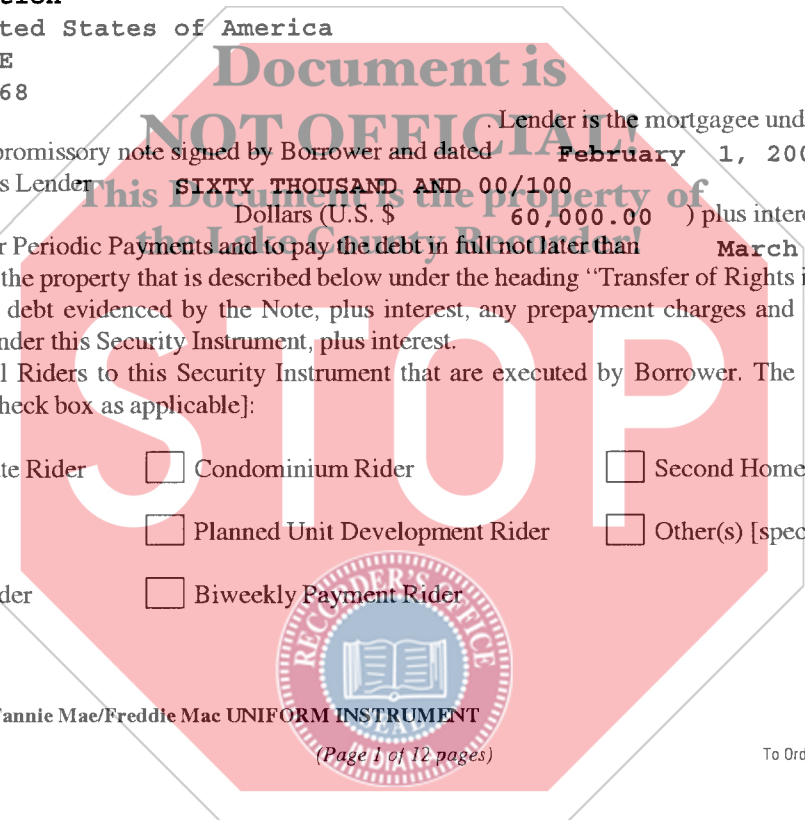 ted States of America
E
68
Document is
NOT OFFICIAL!
This Document is the property of
the Lake County Recorder!
. Lender is the mortgagee und
promissory note signed by Borrower and dated February 1, 200
s Lender SIXTY THOUSAND AND 00/100
Dollars (U.S. $ 60,000.00 ) plus intere
r Periodic Payments and to pay the debt in full not later than March
the property that is described below under the heading "Transfer of Rights i
debt evidenced by the Note, plus interest, any prepayment charges and
nder this Security Instrument, plus interest.
l Riders to this Security Instrument that are executed by Borrower. The
heck box as applicable]:
STOP
te Rider Condominium Rider Second Home
Planned Unit Development Rider Other(s) [spec
der Biweekly Payment Rider
RECORDER'S OFFICE
SEAL
INDIANA
Fannie Mae/Freddie Mac UNIFORM INSTRUMENT
(Page 1 of 12 pages)
To Ord